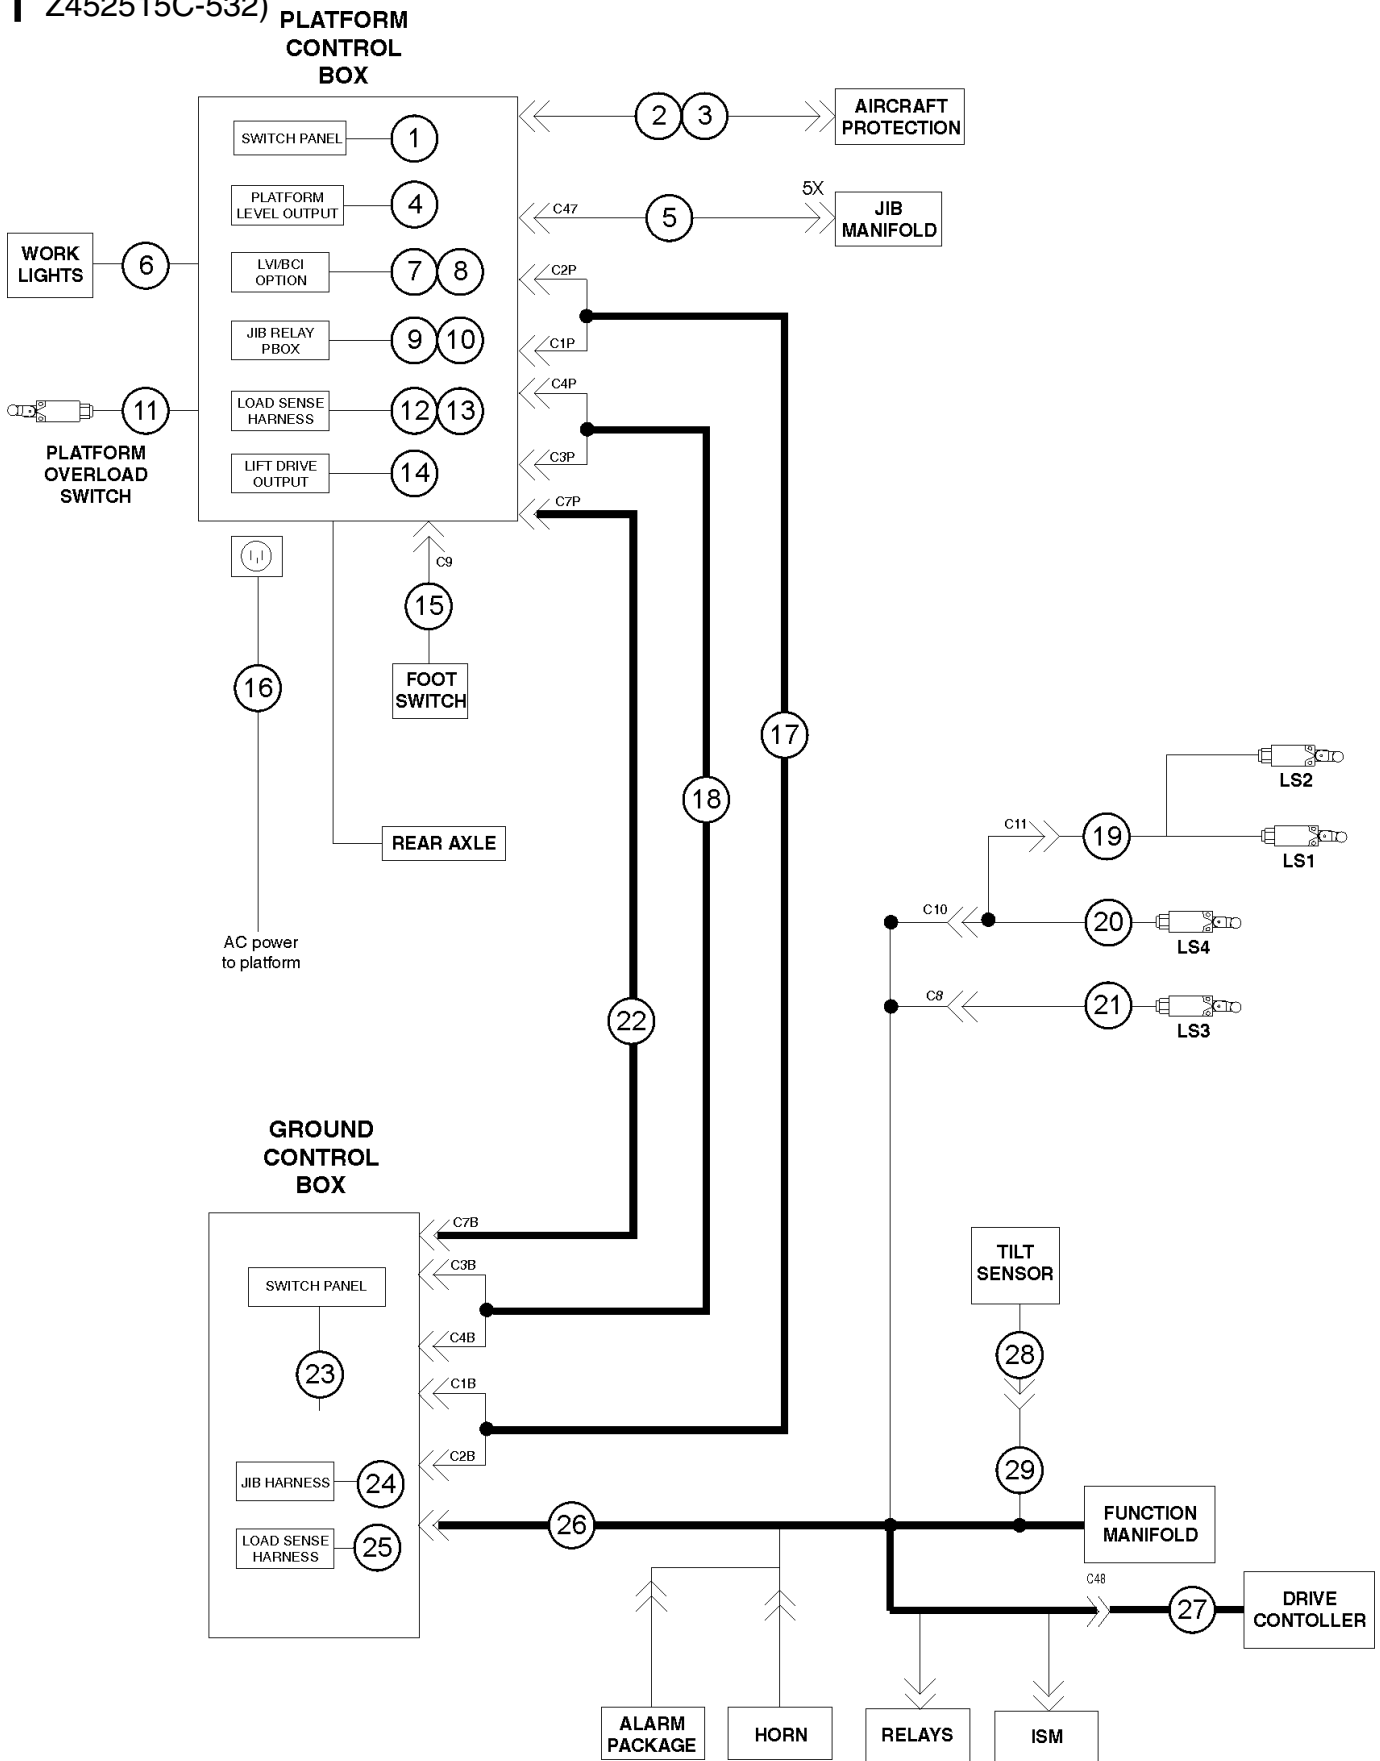 Z452515C-532)
PLATFORM
CONTROL
BOX
SWITCH PANEL
1
2
3
AIRCRAFT
PROTECTION
PLATFORM
LEVEL OUTPUT
4
C47
5
5X
JIB
MANIFOLD
WORK
LIGHTS
6
LVI/BCI
OPTION
7
8
C2P
JIB RELAY
PBOX
9
10
C1P
C4P
11
PLATFORM
OVERLOAD
SWITCH
LOAD SENSE
HARNESS
12
13
LIFT DRIVE
OUTPUT
14
C3P
C7P
C9
15
FOOT
SWITCH
16
17
18
REAR AXLE
AC power
to platform
LS2
C11
19
LS1
C10
20
LS4
C8
21
LS3
22
GROUND
CONTROL
BOX
C7B
SWITCH PANEL
C3B
23
C4B
C1B
C2B
TILT
SENSOR
28
29
JIB HARNESS
24
LOAD SENSE
HARNESS
25
26
FUNCTION
MANIFOLD
C48
27
DRIVE
CONTOLLER
ALARM
PACKAGE
HORN
RELAYS
ISM